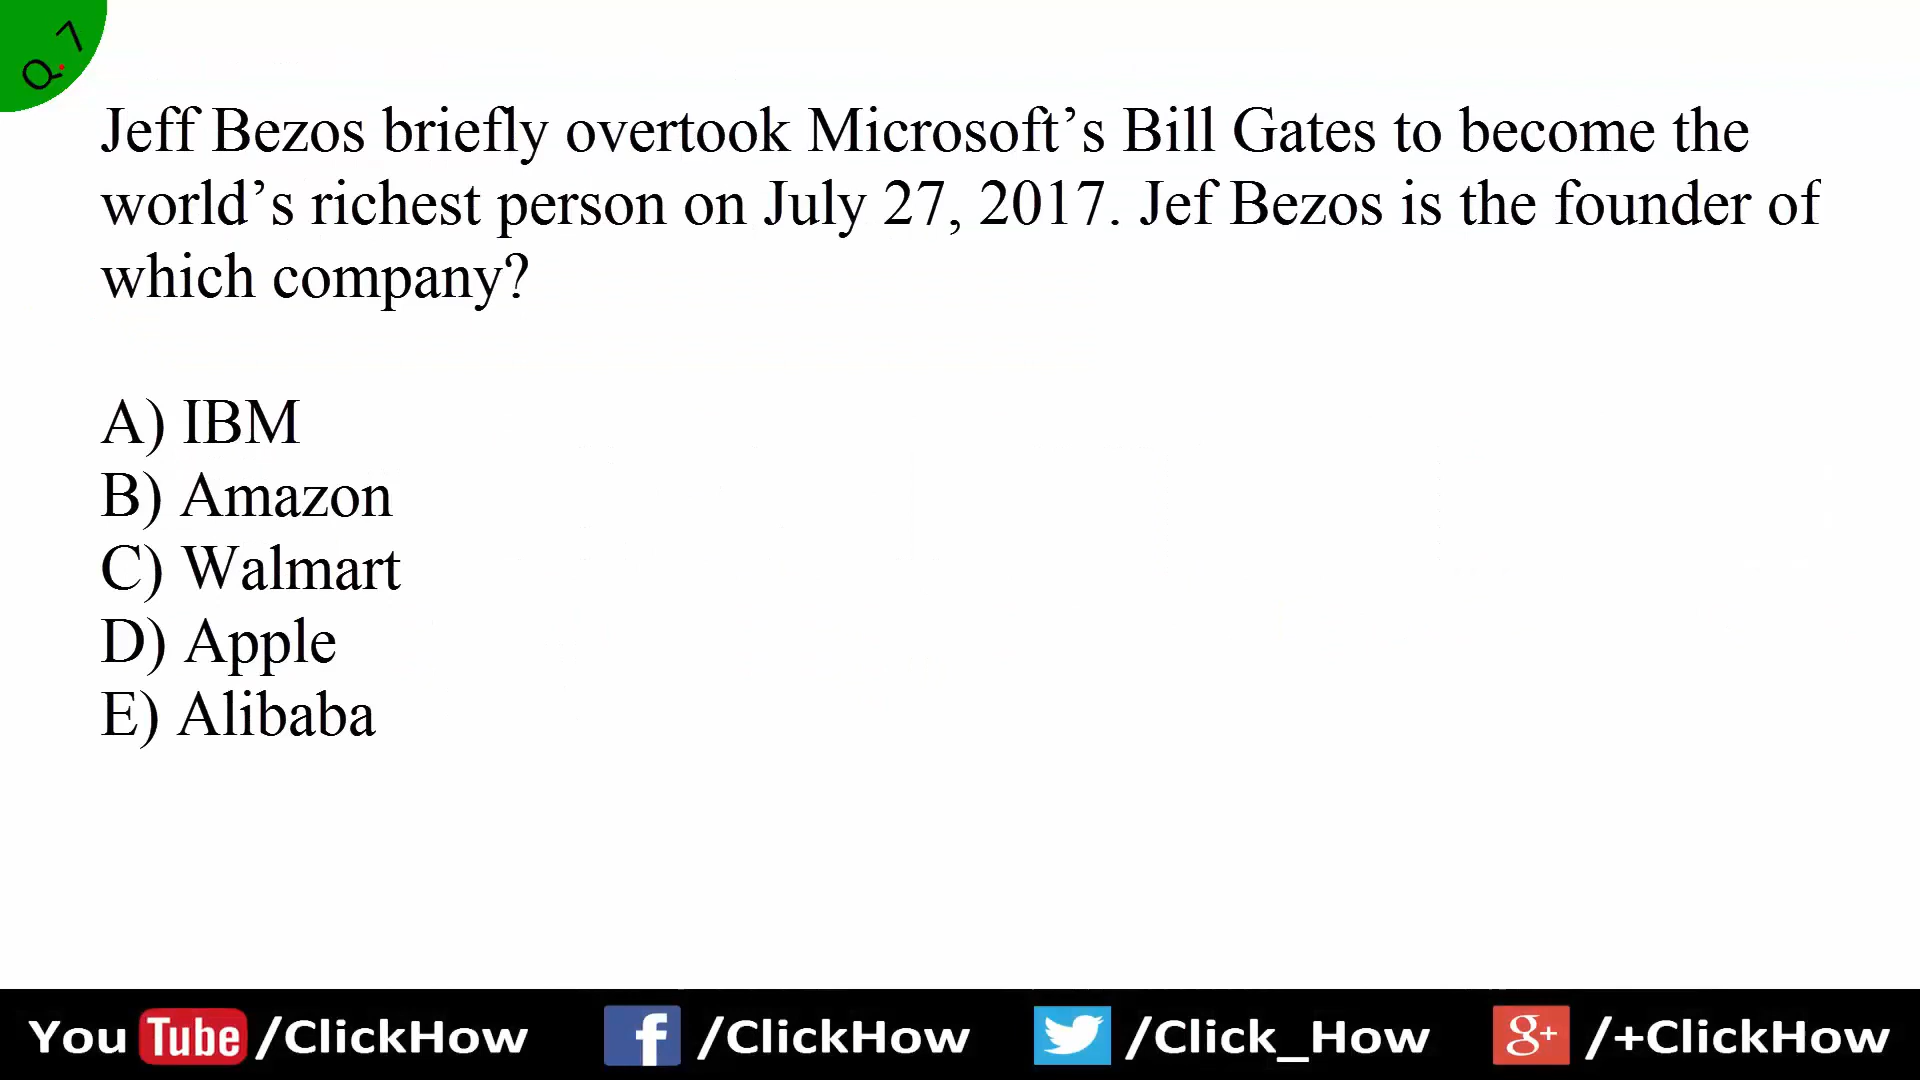 Q.7
Jeff Bezos briefly overtook Microsoft’s Bill Gates to become the
world’s richest person on July 27, 2017. Jef Bezos is the founder of
which company?
A) IBM
B) Amazon
C) Walmart
D) Apple
E) Alibaba
You Tube /ClickHow f /ClickHow /Click_How g+ /+ClickHow